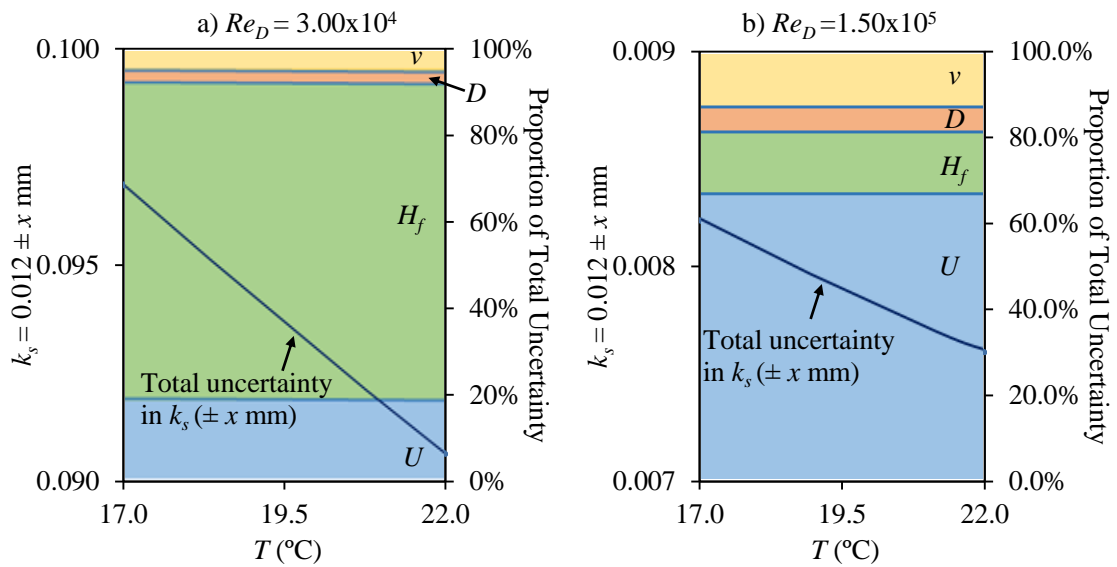 a) Re_D = 3.00x10⁴
0.100
0.095
0.090
k_s = 0.012 ± x mm
100%
80%
60%
40%
20%
0%
Proportion of Total Uncertainty
v
D
H_f
Total uncertainty
in k_s (± x mm)
U
17.0
19.5
22.0
T (ºC)
b) Re_D = 1.50x10⁵
0.009
0.008
0.007
k_s = 0.012 ± x mm
100.0%
80.0%
60.0%
40.0%
20.0%
0.0%
Proportion of Total Uncertainty
v
D
H_f
U
Total uncertainty
in k_s (± x mm)
17.0
19.5
22.0
T (ºC)